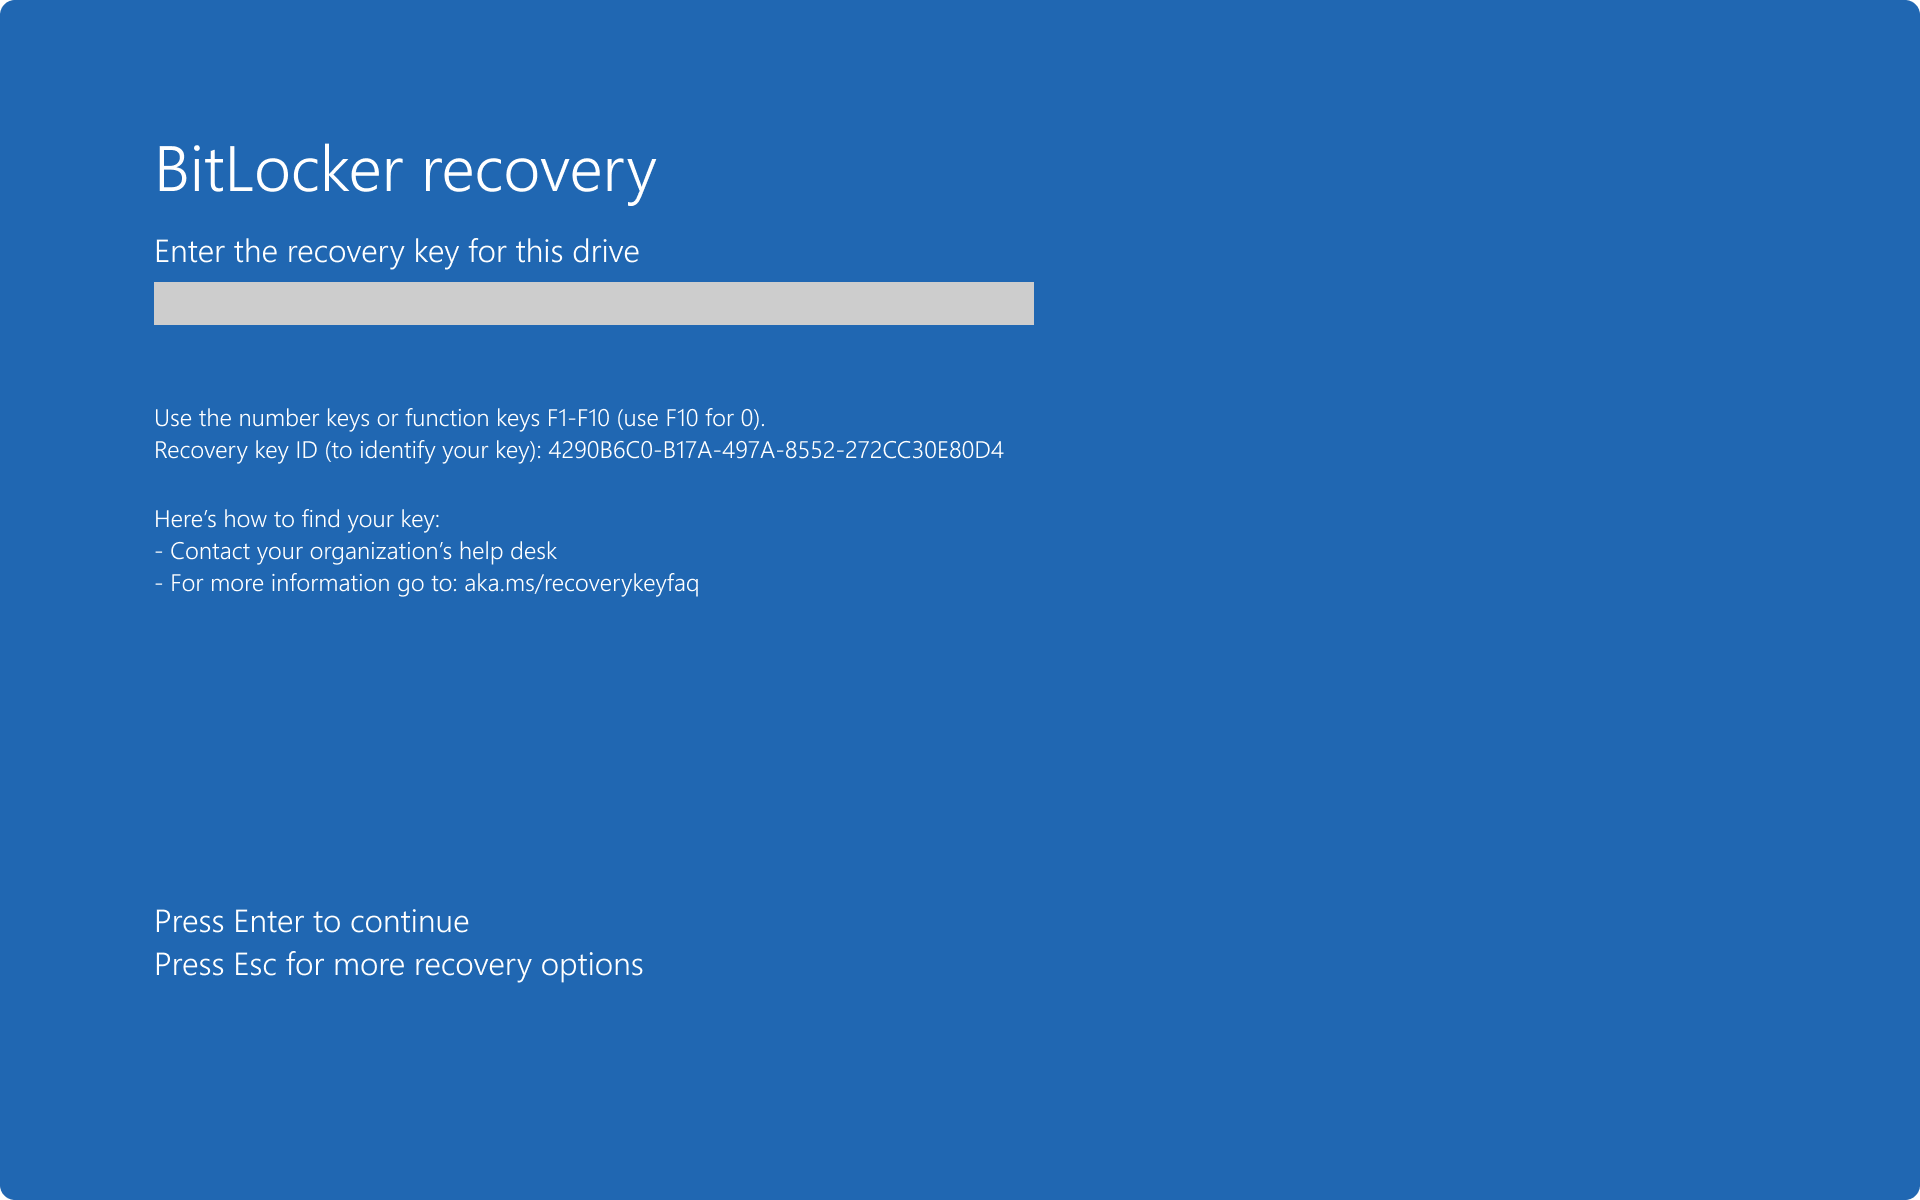 BitLocker recovery
Enter the recovery key for this drive
Use the number keys or function keys F1-F10 (use F10 for 0).
Recovery key ID (to identify your key): 4290B6C0-B17A-497A-8552-272CC30E80D4
Here’s how to find your key:
- Contact your organization’s help desk
- For more information go to: aka.ms/recoverykeyfaq
Press Enter to continue
Press Esc for more recovery options